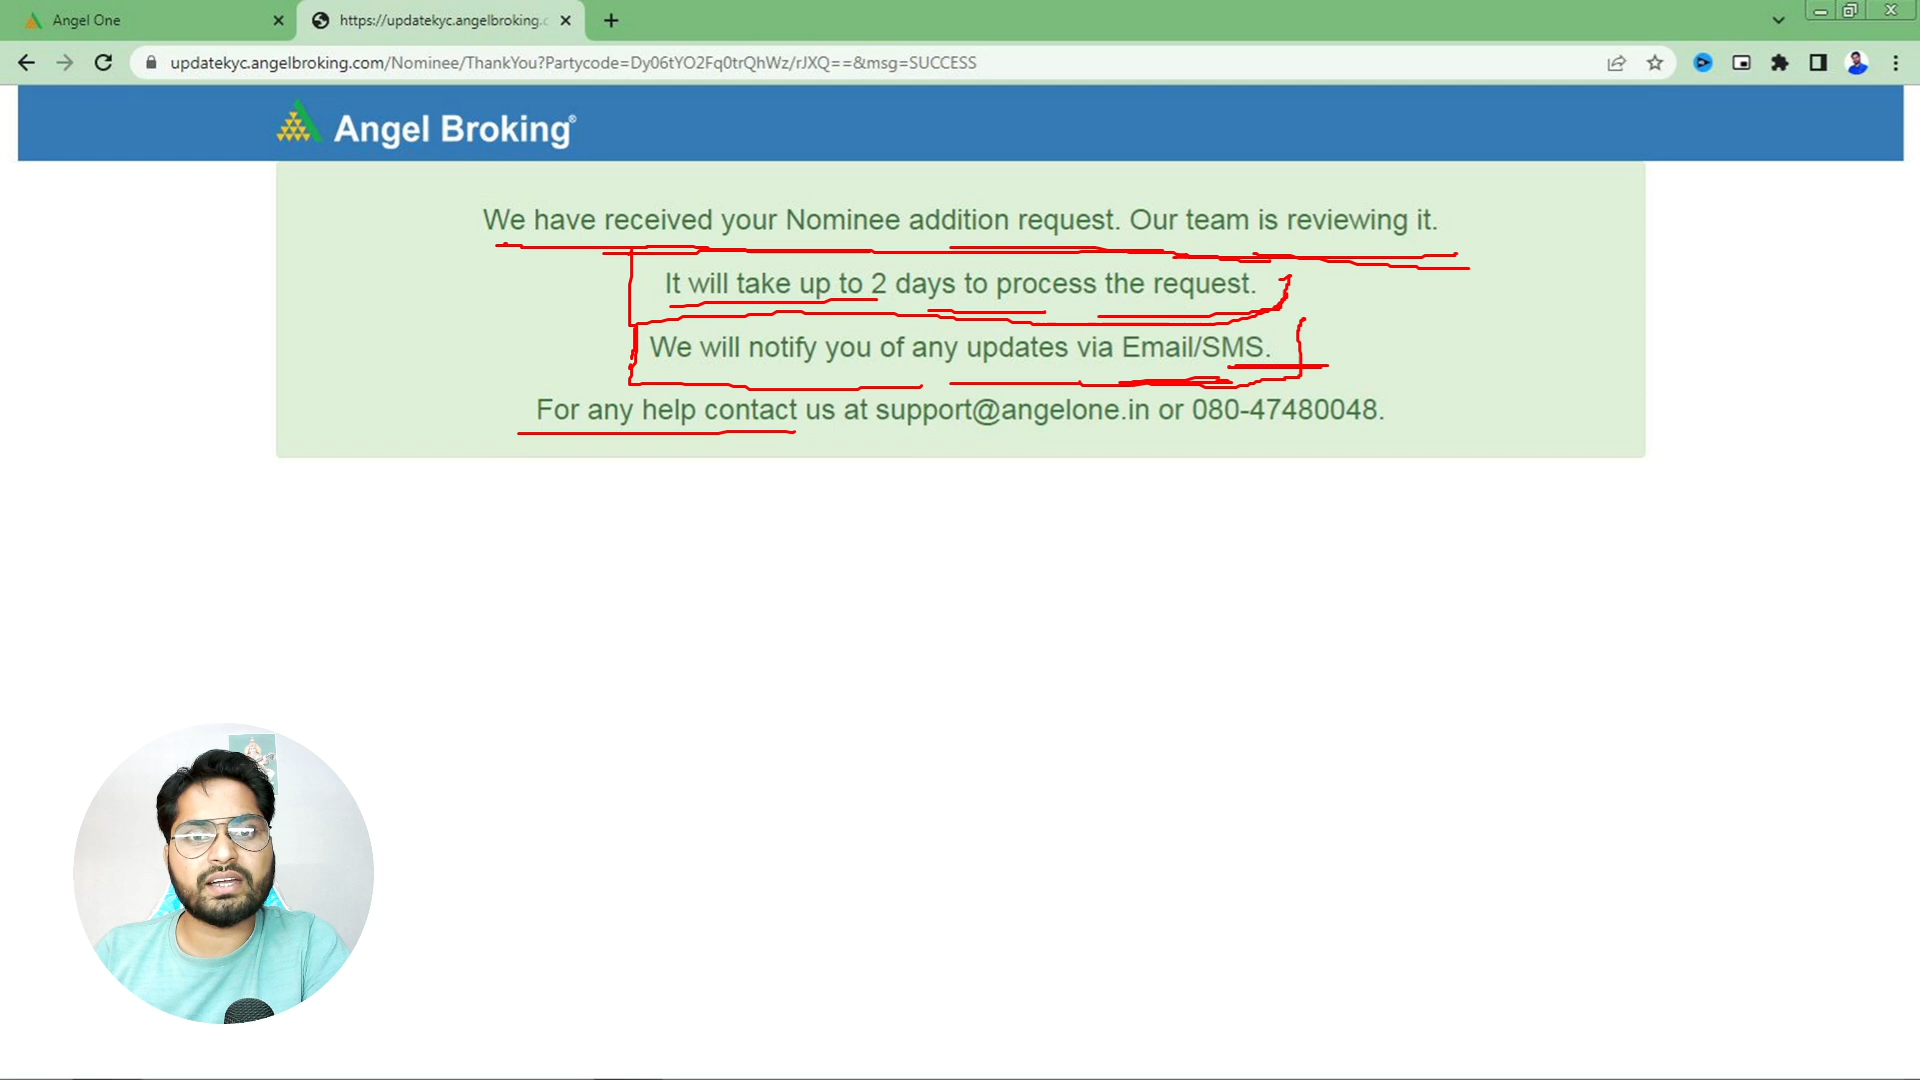 Angel One
https://updatekyc.angelbroking.c
updatekyc.angelbroking.com/Nominee/ThankYou?Partycode=Dy06tYO2Fq0trQhWz/rJXQ==&msg=SUCCESS
Angel Broking®
We have received your Nominee addition request. Our team is reviewing it.
It will take up to 2 days to process the request.
We will notify you of any updates via Email/SMS.
For any help contact us at support@angelone.in or 080-47480048.